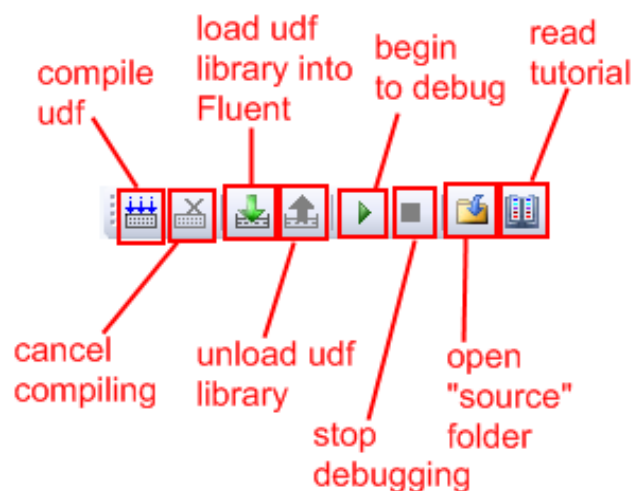 compile
udf
load udf
library into
Fluent
begin
to debug
read
tutorial
cancel
compiling
unload udf
library
stop
debugging
open
"source"
folder